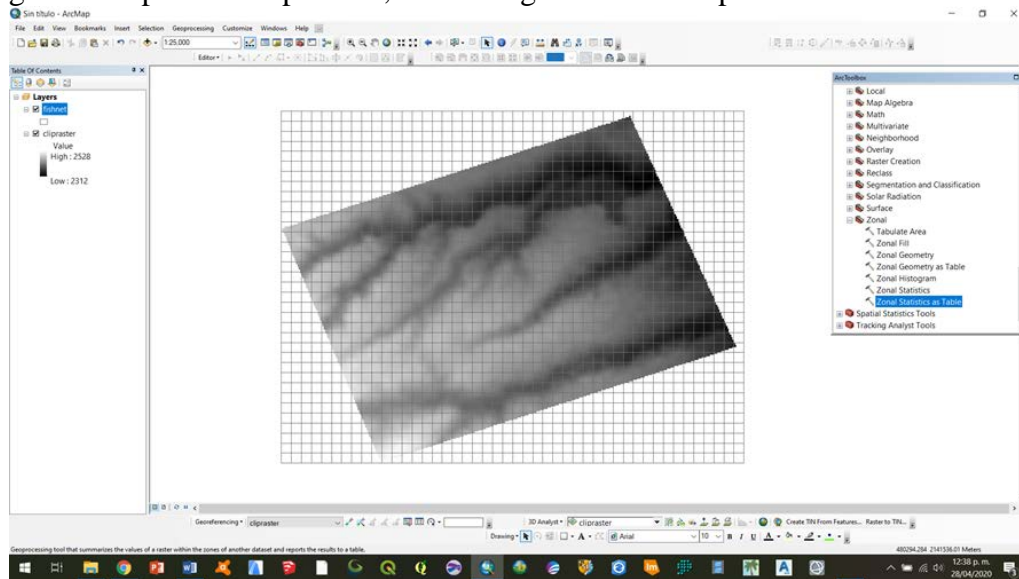 Sin título - ArcMap
File Edit View Bookmarks Insert Selection Geoprocessing Customize Windows Help
1:25.000
Editor
Table Of Contents
Layers
fishnet
clipraster
Value
High : 2528
Low : 2312
ArcToolbox
Local
Map Algebra
Math
Multivariate
Neighborhood
Overlay
Raster Creation
Reclass
Segmentation and Classification
Solar Radiation
Surface
Zonal
Tabulate Area
Zonal Fill
Zonal Geometry
Zonal Geometry as Table
Zonal Histogram
Zonal Statistics
Zonal Statistics as Table
Spatial Statistics Tools
Tracking Analyst Tools
Georeferencing clipraster
3D Analyst clipraster Create TIN From Features... Raster to TIN...
Drawing A Arial 10 B I U A
Geoprocessing tool that summarizes the values of a raster within the zones of another dataset and reports the results to a table.
480294.284 2141536.01 Meters
12:38 p. m.
28/04/2020